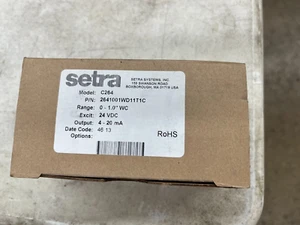 setra
SETRA SYSTEMS, INC.
159 SWANSON ROAD
BOXBOROUGH, MA 01719 USA
Model: C264
P/N: 2641001WD11T1C
Range: 0 - 1.0" WC
Excit: 24 VDC
Output: 4 - 20 mA
Date Code: 46 13
Options:
RoHS